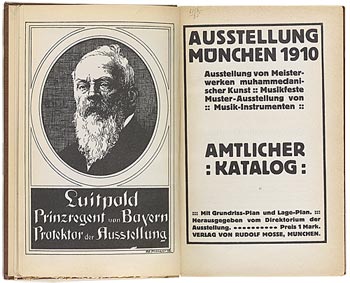 Luitpold
Prinzregent von Bayern
Protektor der Ausstellung
AUSSTELLUNG
MÜNCHEN 1910
Ausstellung von Meister-
werken muhammedani-
scher Kunst :: Musikfeste
Muster-Ausstellung von
:: Musik-Instrumenten ::
AMTLICHER
: KATALOG :
::: Mit Grundriss-Plan und Lage-Plan. :::
Herausgegeben vom Direktorium der
Ausstellung. •••••••••• Preis 1 Mark.
VERLAG VON RUDOLF MOSSE, MÜNCHEN.